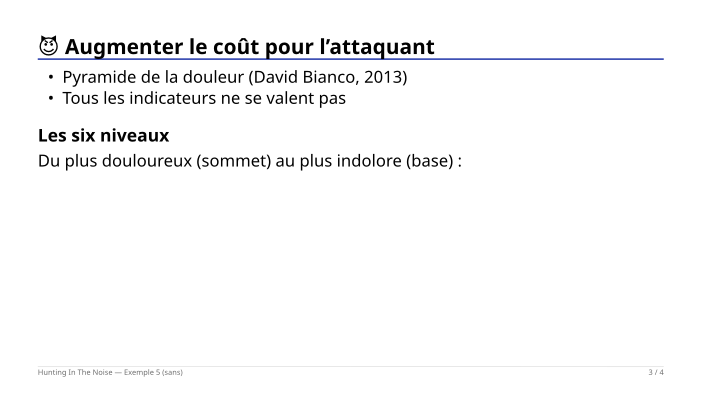 😈 Augmenter le coût pour l’attaquant
• Pyramide de la douleur (David Bianco, 2013)
• Tous les indicateurs ne se valent pas
Les six niveaux
Du plus douloureux (sommet) au plus indolore (base) :
Hunting In The Noise — Exemple 5 (sans)
3 / 4